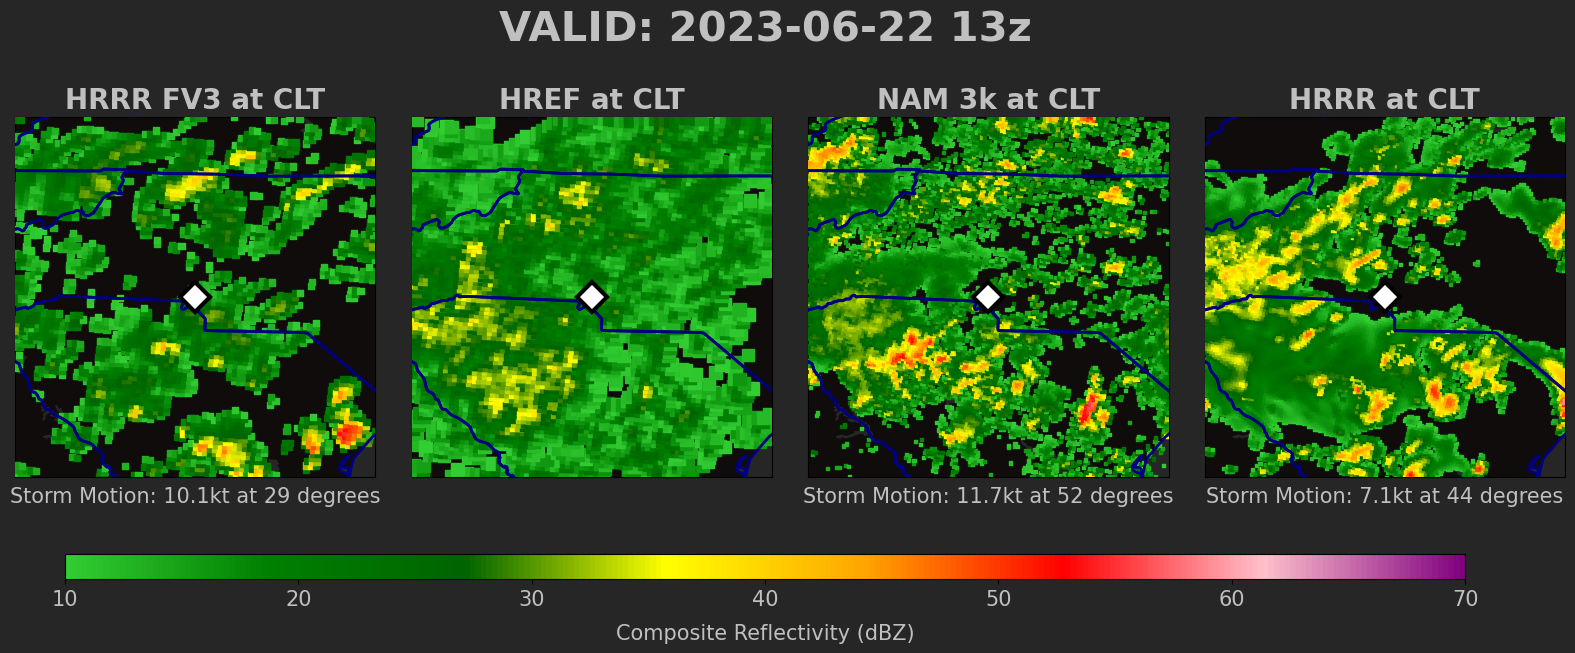 VALID: 2023-06-22 13z
HRRR FV3 at CLT
HREF at CLT
NAM 3k at CLT
HRRR at CLT
Storm Motion: 10.1kt at 29 degrees
Storm Motion: 11.7kt at 52 degrees
Storm Motion: 7.1kt at 44 degrees
10 20 30 40 50 60 70
Composite Reflectivity (dBZ)